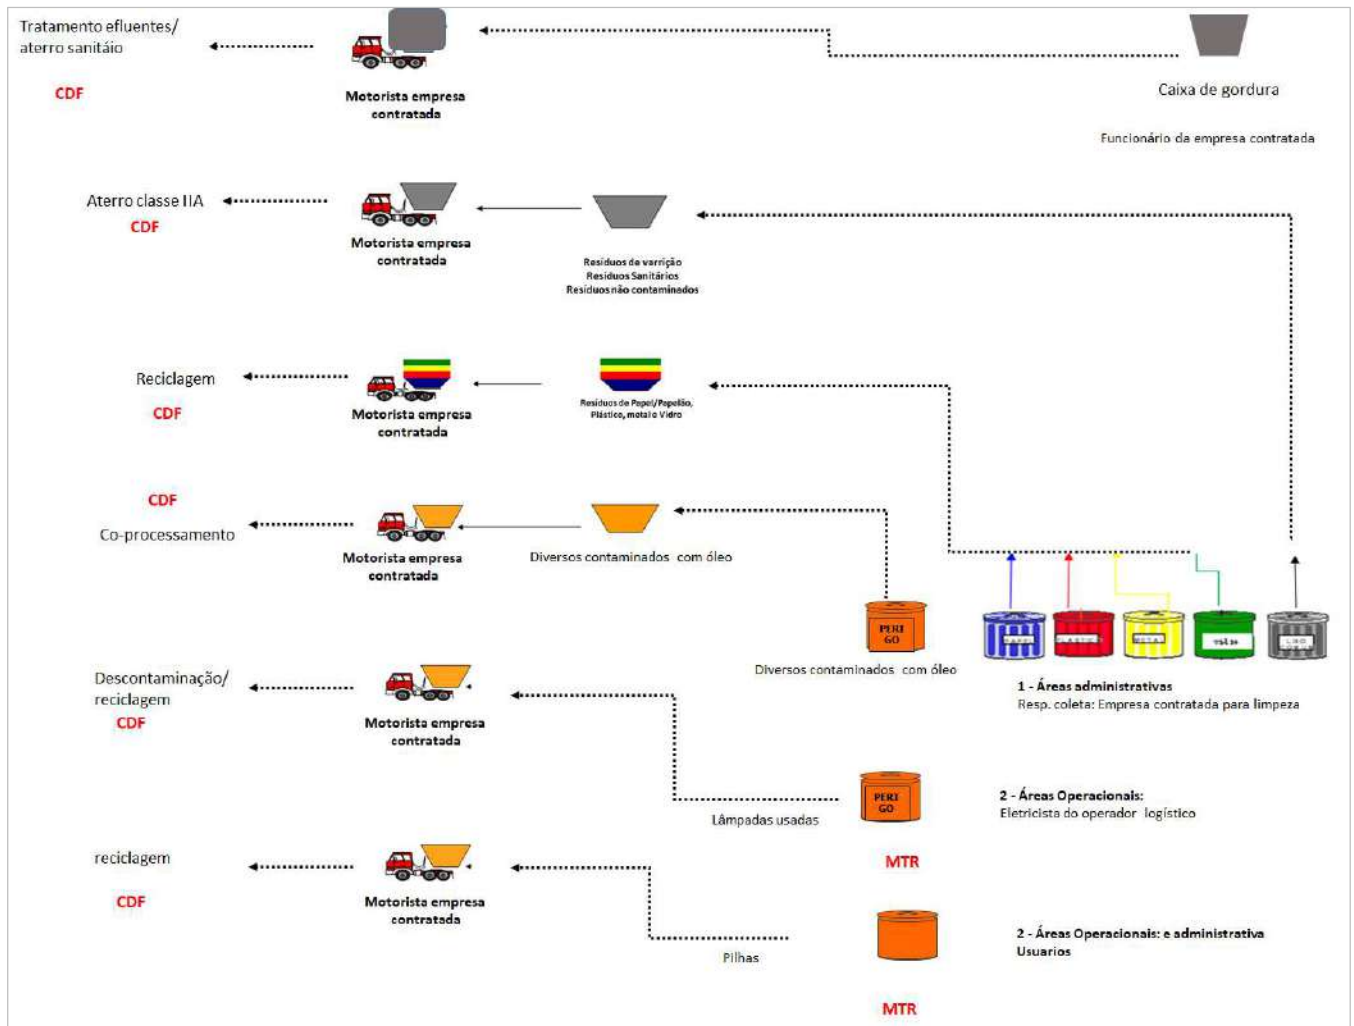 Tratamento efluentes/
aterro sanitáio
CDF
Motorista empresa
contratada
Caixa de gordura
Funcionário da empresa contratada
Aterro classe IIA
CDF
Motorista empresa
contratada
Resíduos de varrição
Resíduos Sanitários
Resíduos não contaminados
Reciclagem
CDF
Motorista empresa
contratada
Resíduos de Papel/Papelão,
Plástico, metal e Vidro
CDF
Co-processamento
Motorista empresa
contratada
Diversos contaminados com óleo
PERI
GO
Diversos contaminados com óleo
PAPEL
PLASTICO
METAL
1 - Áreas administrativas
Resp. coleta: Empresa contratada para limpeza
Descontaminação/
reciclagem
CDF
Motorista empresa
contratada
Lâmpadas usadas
PERI
GO
MTR
2 - Áreas Operacionais:
Eletricista do operador logístico
reciclagem
CDF
Motorista empresa
contratada
Pilhas
MTR
2 - Áreas Operacionais: e administrativa
Usuarios